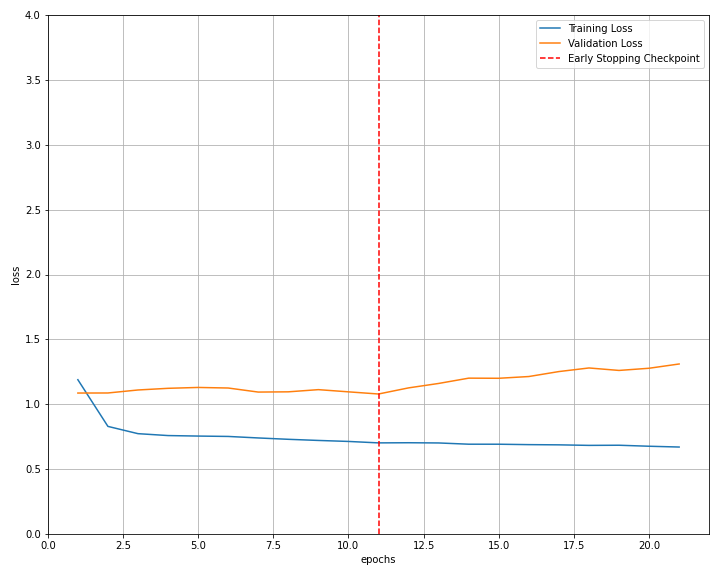 4.0
3.5
3.0
2.5
2.0
1.5
1.0
0.5
0.0
loss
0.0 2.5 5.0 7.5 10.0 12.5 15.0 17.5 20.0
epochs
Training Loss
Validation Loss
Early Stopping Checkpoint